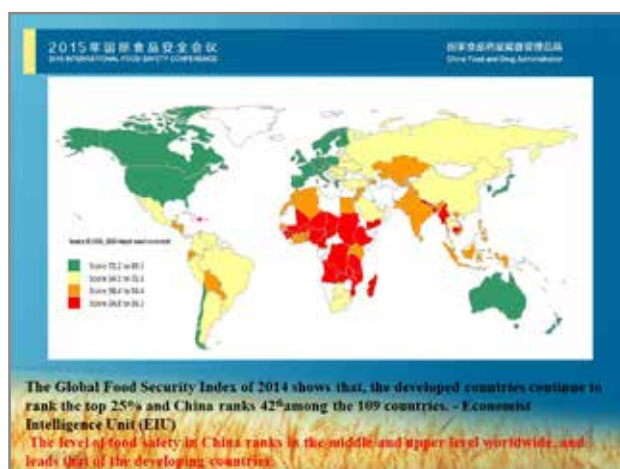 2015年国际食品安全会议
2015 INTERNATIONAL FOOD SAFETY CONFERENCE
国家食品药品监督管理总局
China Food and Drug Administration
The Global Food Security Index of 2014 shows that, the developed countries continue to
rank the top 25% and China ranks 42th among the 109 countries. - Economist
Intelligence Unit (EIU)
The level of food safety in China ranks in the middle and upper level worldwide, and
leads that of the developing countries.